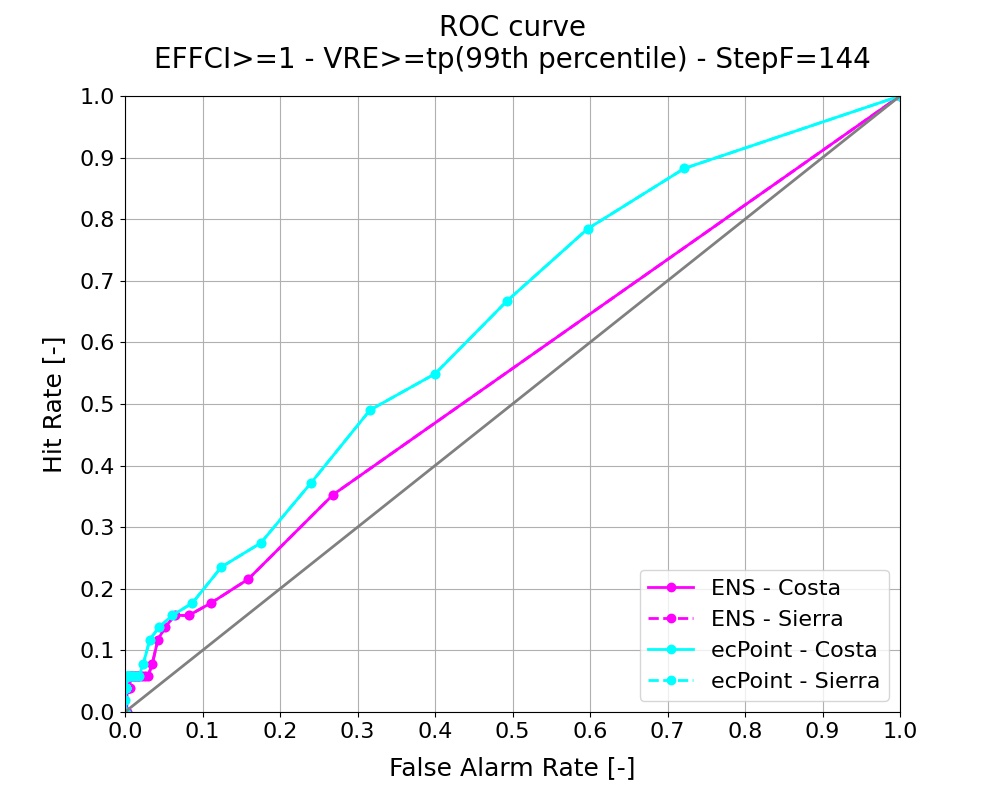 ROC curve
EFFCI>=1 - VRE>=tp(99th percentile) - StepF=144
1.0
0.9
0.8
0.7
0.6
0.5
0.4
0.3
0.2
0.1
0.0
Hit Rate [-]
ENS - Costa
ENS - Sierra
ecPoint - Costa
ecPoint - Sierra
0.0 0.1 0.2 0.3 0.4 0.5 0.6 0.7 0.8 0.9 1.0
False Alarm Rate [-]